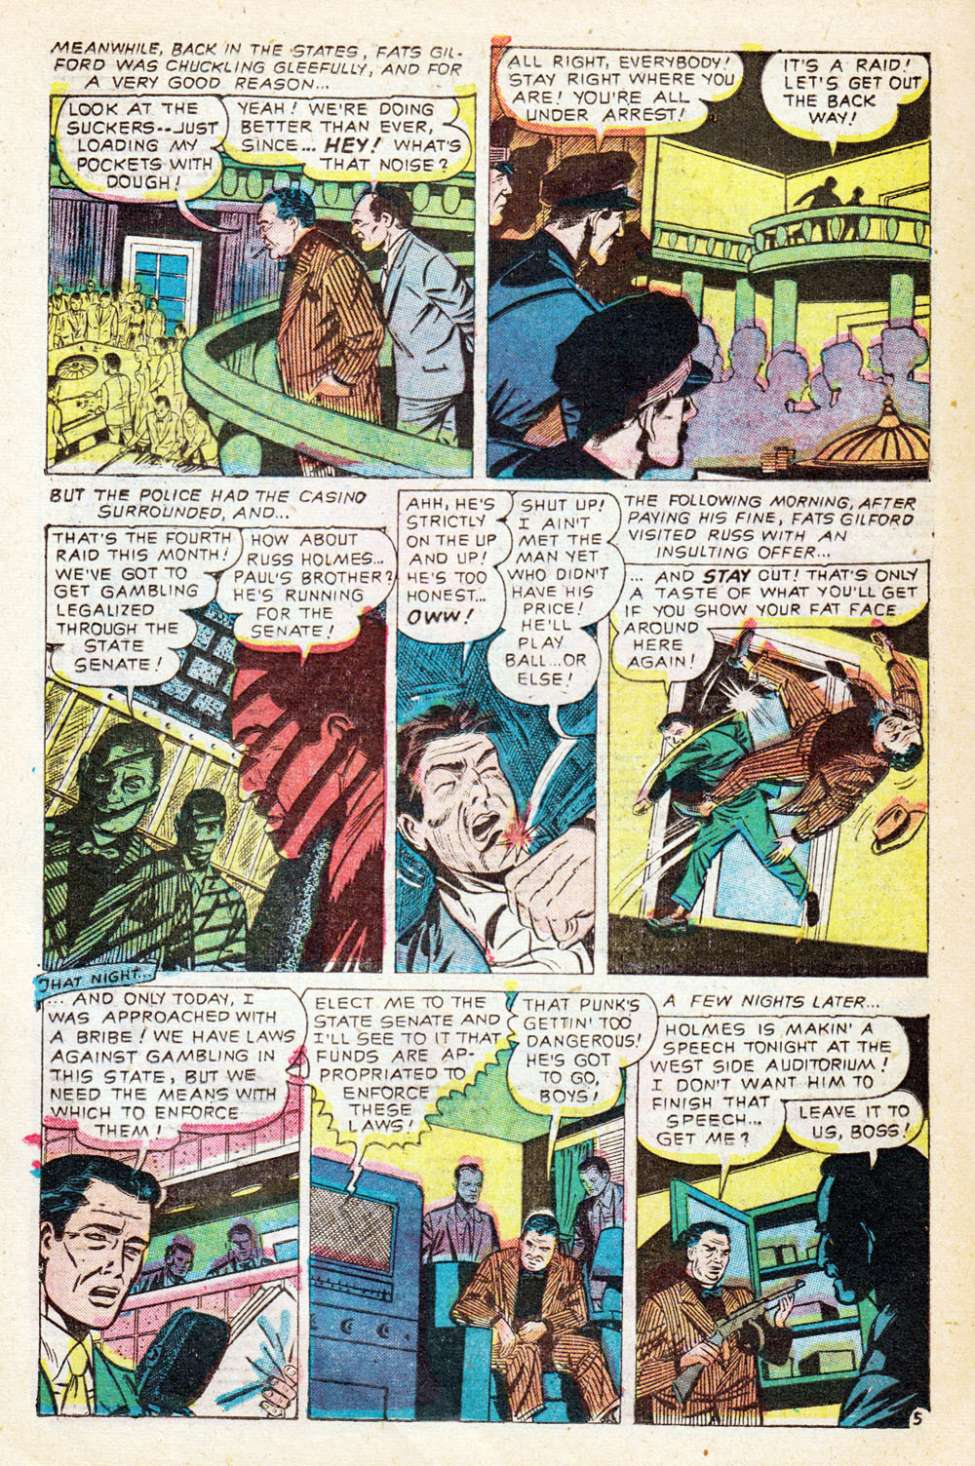 MEANWHILE, BACK IN THE STATES, FATS GIL-
FORD WAS CHUCKLING GLEEFULLY, AND FOR
A VERY GOOD REASON...
LOOK AT THE
SUCKERS--JUST
LOADING MY
POCKETS WITH
DOUGH!
YEAH! WE'RE DOING
BETTER THAN EVER,
SINCE... HEY! WHAT'S
THAT NOISE?
ALL RIGHT, EVERYBODY!
STAY RIGHT WHERE YOU
ARE! YOU'RE ALL
UNDER ARREST!
IT'S A RAID!
LET'S GET OUT
THE BACK
WAY!
BUT THE POLICE HAD THE CASINO
SURROUNDED, AND...
THAT'S THE FOURTH
RAID THIS MONTH!
WE'VE GOT TO
GET GAMBLING
LEGALIZED
THROUGH THE
STATE
SENATE!
HOW ABOUT
RUSS HOLMES...
PAUL'S BROTHER?
HE'S RUNNING
FOR THE
SENATE!
AHH, HE'S
STRICTLY
ON THE UP
AND UP!
HE'S TOO
HONEST...
OWW!
SHUT UP!
I AIN'T
MET THE
MAN YET
WHO DIDN'T
HAVE HIS
PRICE!
HE'LL
PLAY
BALL...OR
ELSE!
THE FOLLOWING MORNING, AFTER
PAYING HIS FINE, FATS GILFORD
VISITED RUSS WITH AN
INSULTING OFFER...
... AND STAY OUT! THAT'S ONLY
A TASTE OF WHAT YOU'LL GET
IF YOU SHOW YOUR FAT FACE
AROUND
HERE
AGAIN!
THAT NIGHT...
... AND ONLY TODAY, I
WAS APPROACHED WITH
A BRIBE! WE HAVE LAWS
AGAINST GAMBLING IN
THIS STATE, BUT WE
NEED THE MEANS WITH
WHICH TO ENFORCE
THEM!
ELECT ME TO THE
STATE SENATE AND
I'LL SEE TO IT THAT
FUNDS ARE AP-
PROPRIATED TO
ENFORCE
THESE
LAWS!
THAT PUNK'S
GETTIN' TOO
DANGEROUS!
HE'S GOT
TO GO,
BOYS!
A FEW NIGHTS LATER...
HOLMES IS MAKIN' A
SPEECH TONIGHT AT THE
WEST SIDE AUDITORIUM!
I DON'T WANT HIM TO
FINISH THAT
SPEECH...
GET ME?
LEAVE IT TO
US, BOSS!
5